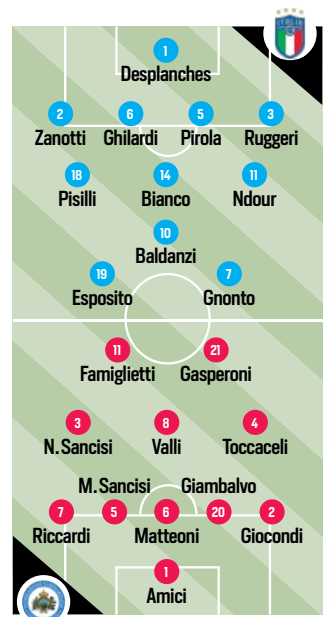 ITALIA
1
Desplanches
2 6 5 3
Zanotti Ghilardi Pirola Ruggeri
18 14 11
Pisilli Bianco Ndour
10
Baldanzi
19 7
Esposito Gnonto
11 21
Famiglietti Gasperoni
3 8 4
N. Sancisi Valli Toccaceli
M. Sancisi Giambalvo
7 5 6 20 2
Riccardi Matteoni Giocondi
1
Amici